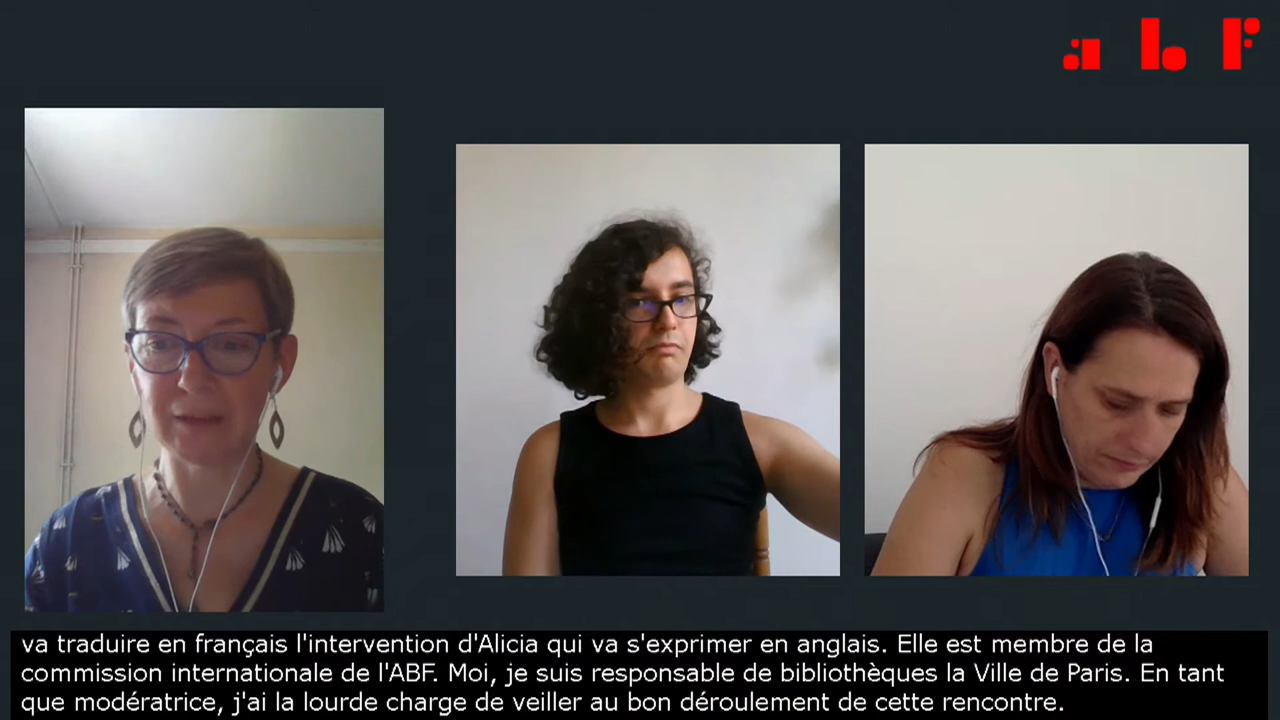 abf
va traduire en français l'intervention d'Alicia qui va s'exprimer en anglais. Elle est membre de la
commission internationale de l'ABF. Moi, je suis responsable de bibliothèques la Ville de Paris. En tant
que modératrice, j'ai la lourde charge de veiller au bon déroulement de cette rencontre.